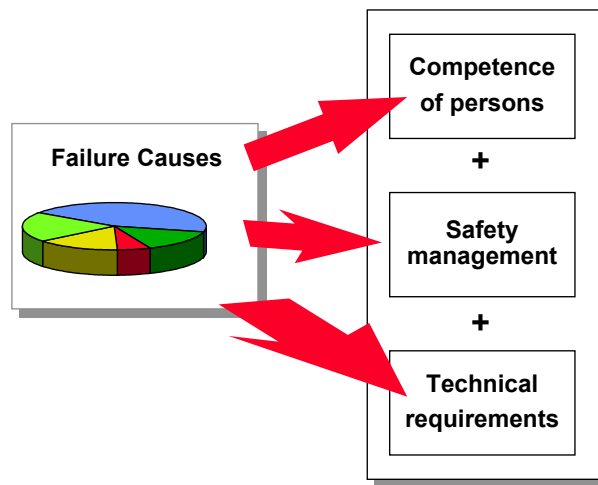 Failure Causes
Competence
of persons
+
Safety
management
+
Technical
requirements